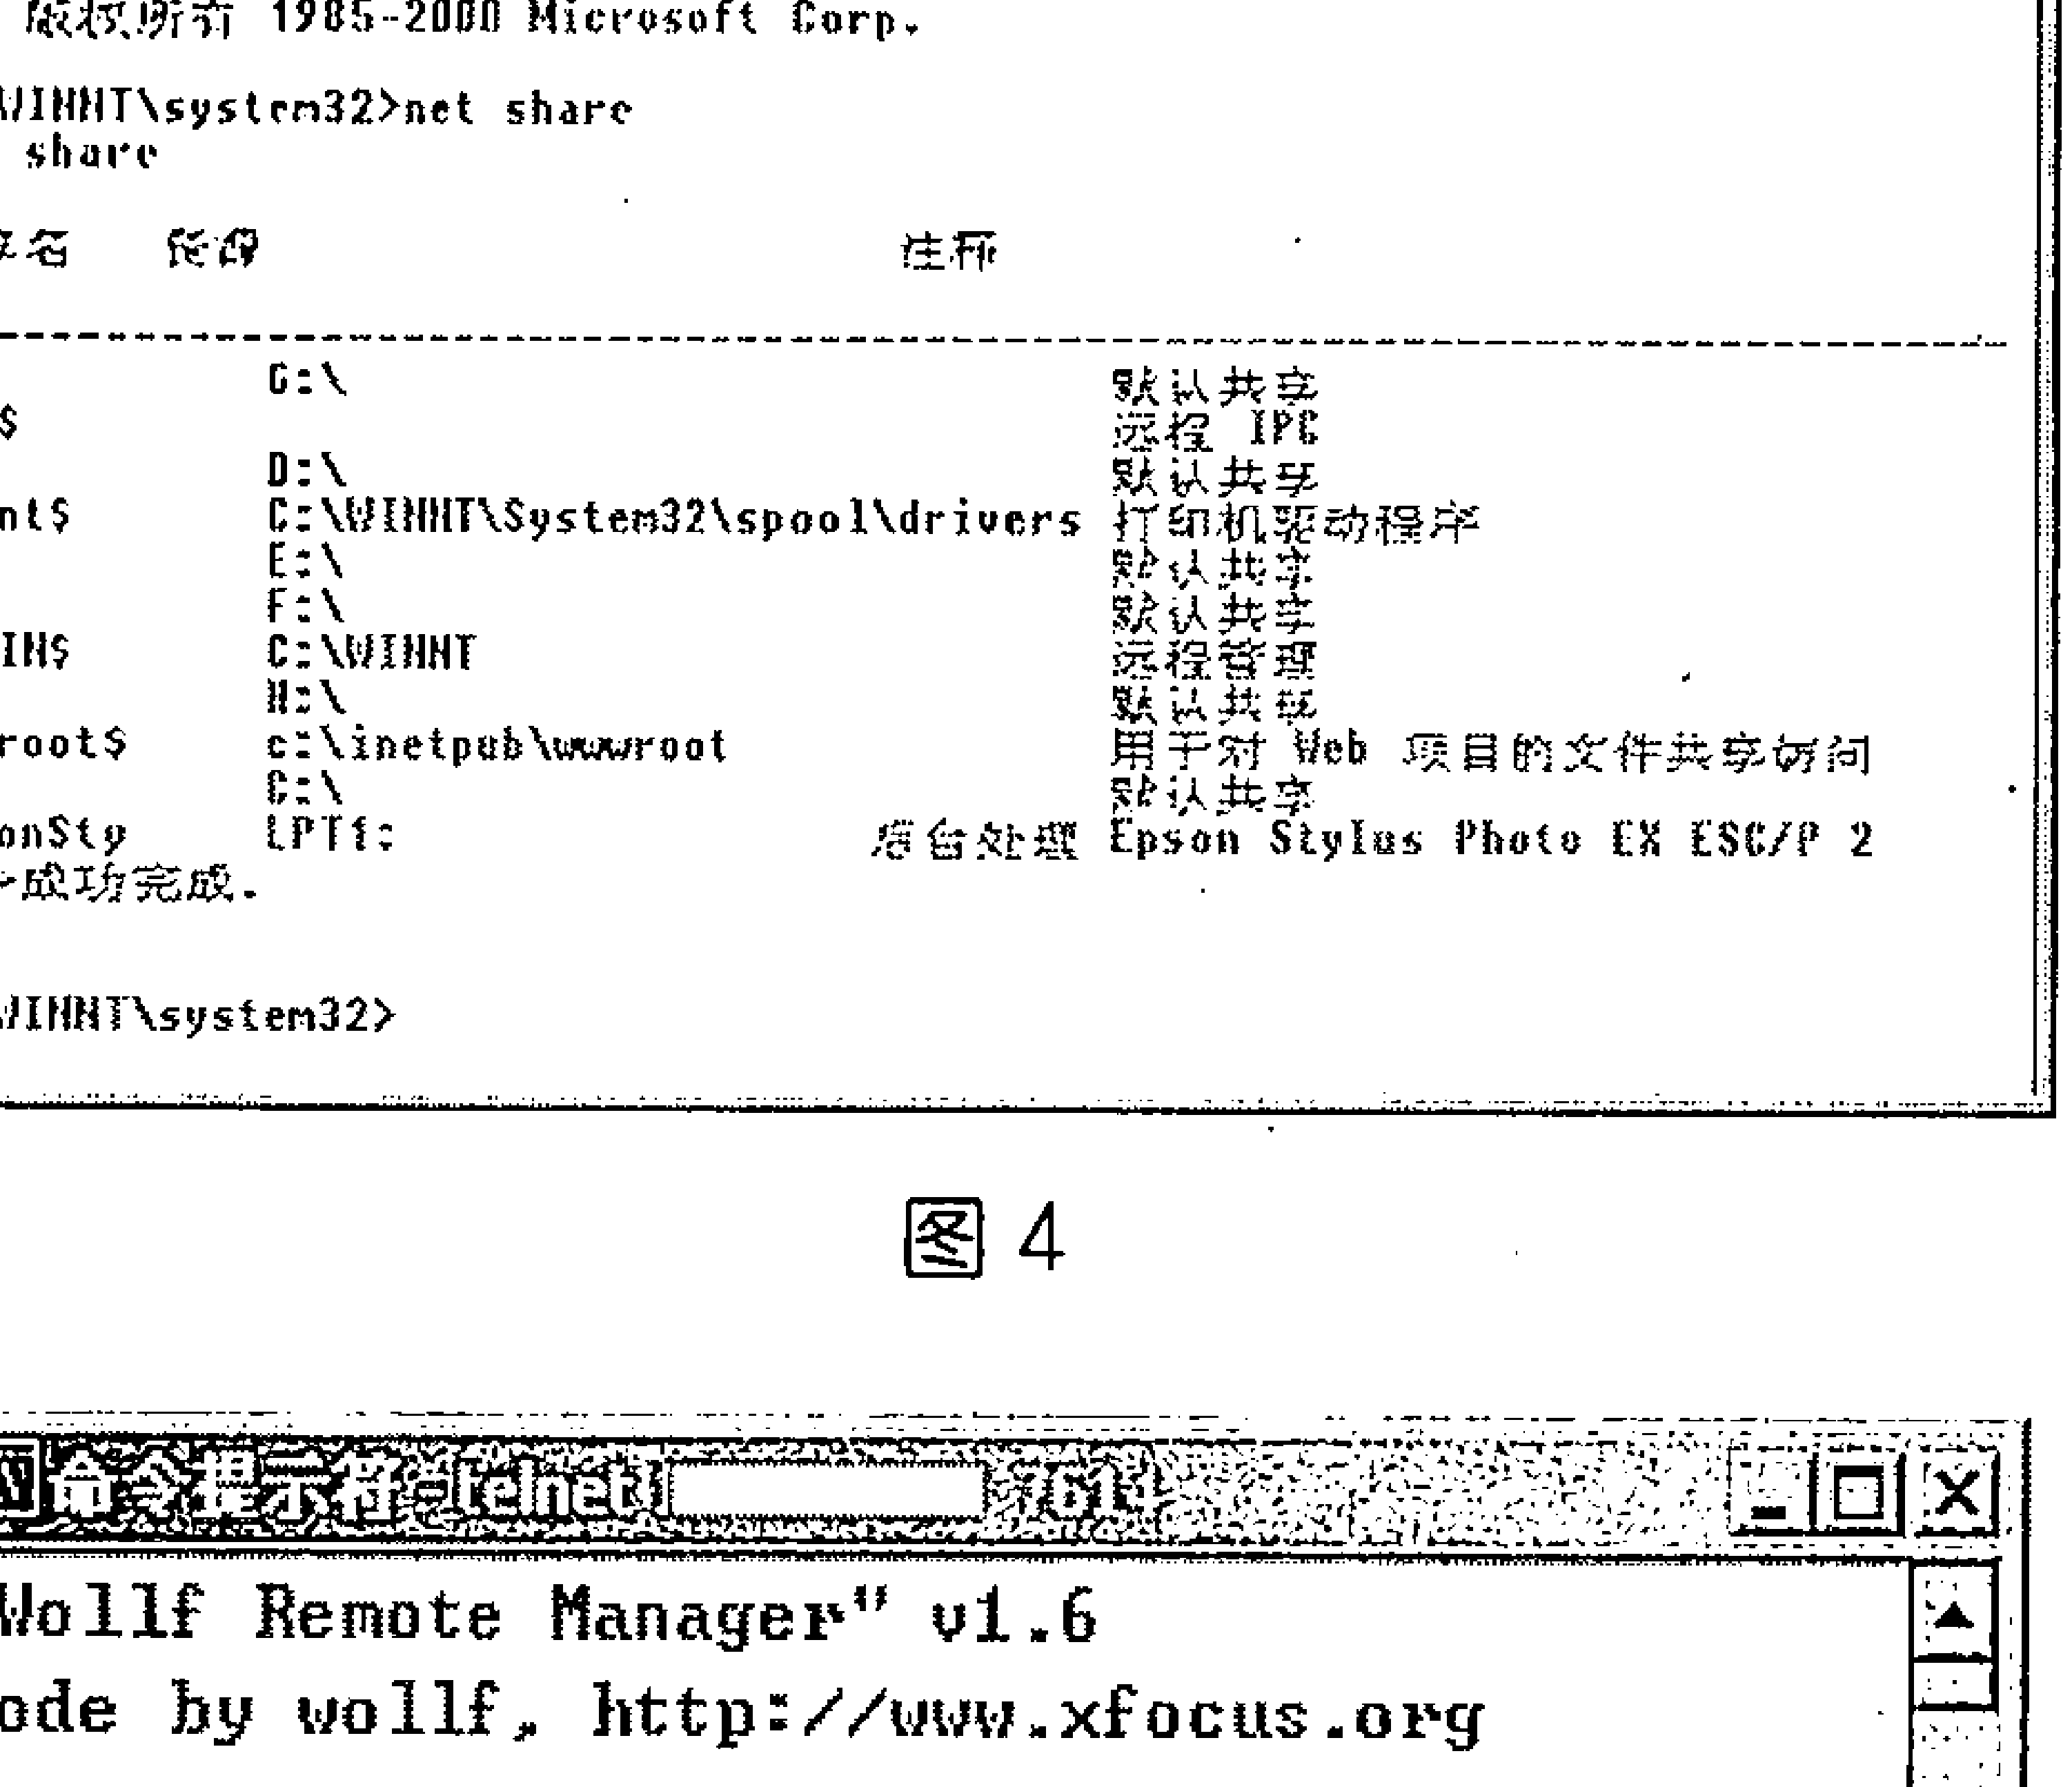 版权所有 1985-2000 Microsoft Corp.
WINNT\system32>net share
share
名 资源 注释
G:\ 默认共享
$ 远程 IPC
D:\ 默认共享
nt$ C:\WINNT\System32\spool\drivers 打印机驱动程序
E:\ 默认共享
F:\ 默认共享
IN$ C:\WINNT 远程管理
H:\ 默认共享
root$ c:\inetpub\wwwroot 用于对 Web 项目的文件共享访问
C:\ 默认共享
onSty LPT1: 后台处理 Epson Stylus Photo EX ESC/P 2
成功完成.
WINNT\system32>
图 4
命令提示符 - telnet 7614
Wollf Remote Manager" v1.6
ode by wollf, http://www.xfocus.org